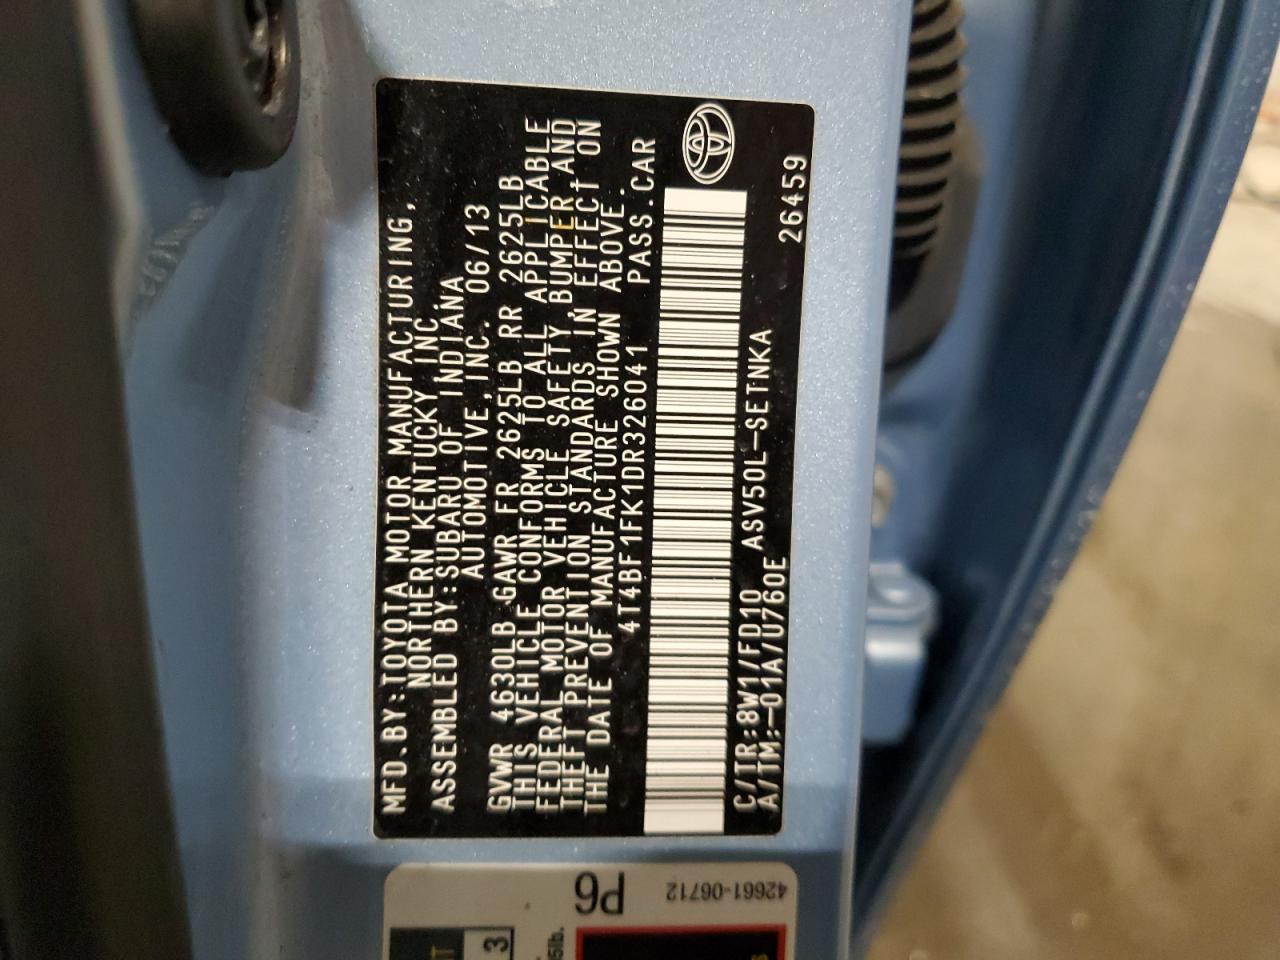 MFD.BY:TOYOTA MOTOR MANUFACTURING,
NORTHERN KENTUCKY,INC.
ASSEMBLED BY:SUBARU OF INDIANA
AUTOMOTIVE,INC. 06/13
GVWR 4630LB GAWR FR 2625LB RR 2625LB
THIS VEHICLE CONFORMS TO ALL APPLICABLE
FEDERAL MOTOR VEHICLE SAFETY,BUMPER,AND
THEFT PREVENTION STANDARDS IN EFFECT ON
THE DATE OF MANUFACTURE SHOWN ABOVE.
4T4BF1FK1DR326041 PASS.CAR
C/TR:8W1/FD10 ASV50L-SETNKA 26459
A/TM:-01A/U760E
42661-06712
P6
3